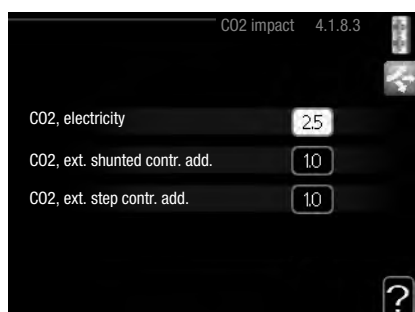 CO2 impact 4.1.8.3
CO2, electricity 2.5
CO2, ext. shunted contr. add. 1.0
CO2, ext. step contr. add. 1.0
?